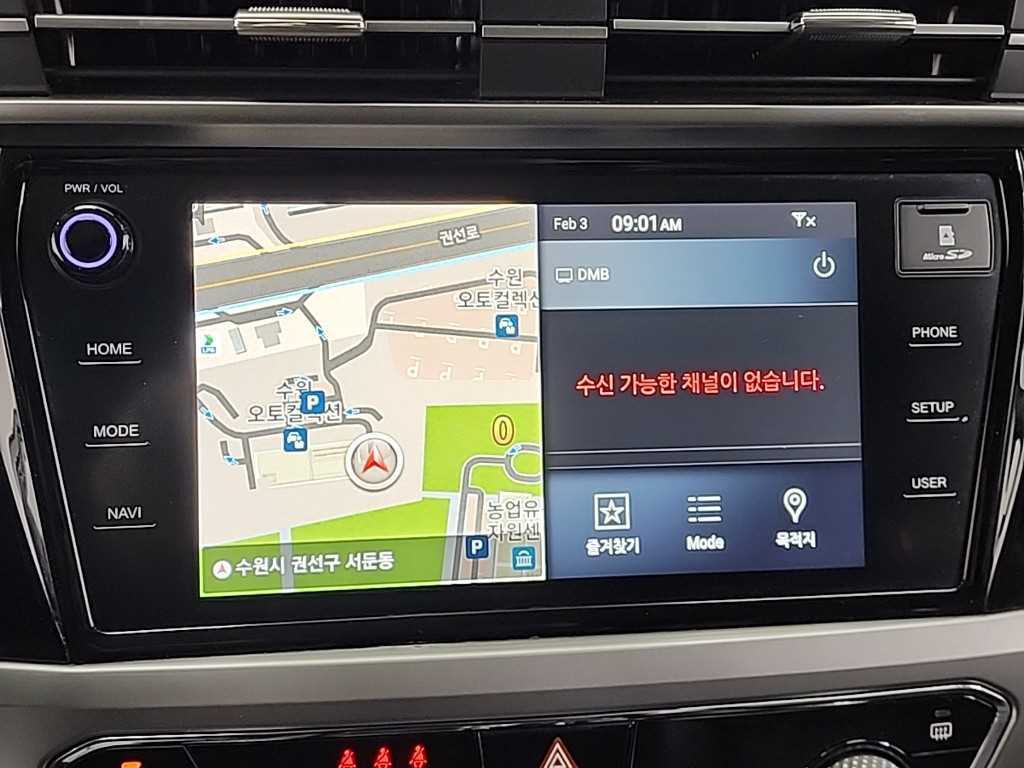 PWR / VOL
HOME
MODE
NAVI
권선로
수원
오토컬렉션
LPG
P
수원
오토컬렉션
P
농업유
자원센
P
수원시 권선구 서둔동
Feb 3 09:01 AM
DMB
수신 가능한 채널이 없습니다.
즐겨찾기
Mode
목적지
Micro SD
PHONE
SETUP
USER